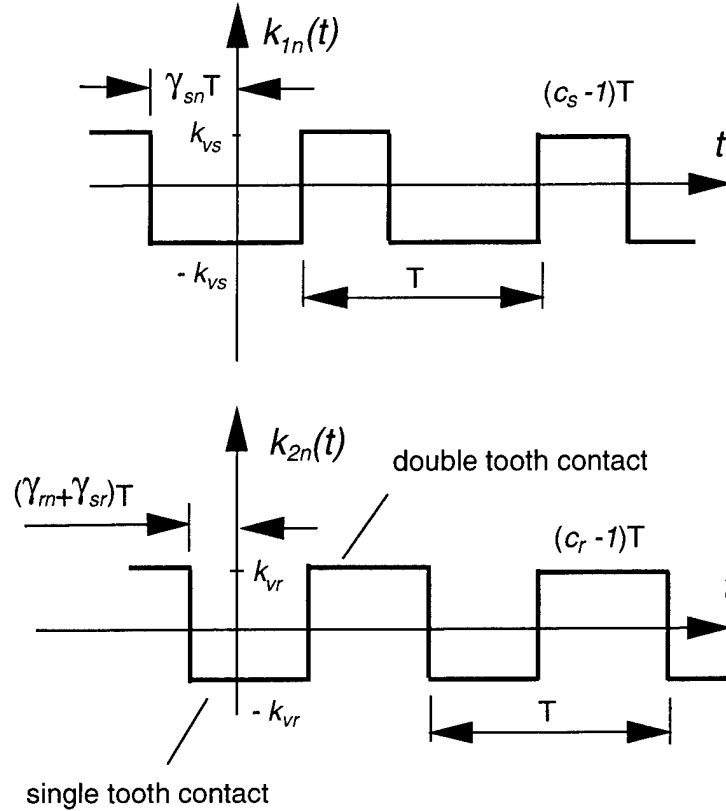 k₁ₙ(t)
γₛₙT
(cₛ -1)T
kᵥₛ
t
- kᵥₛ
T
k₂ₙ(t)
double tooth contact
(γᵣₙ+γₛᵣ)T
(cᵣ -1)T
kᵥᵣ
- kᵥᵣ
T
single tooth contact